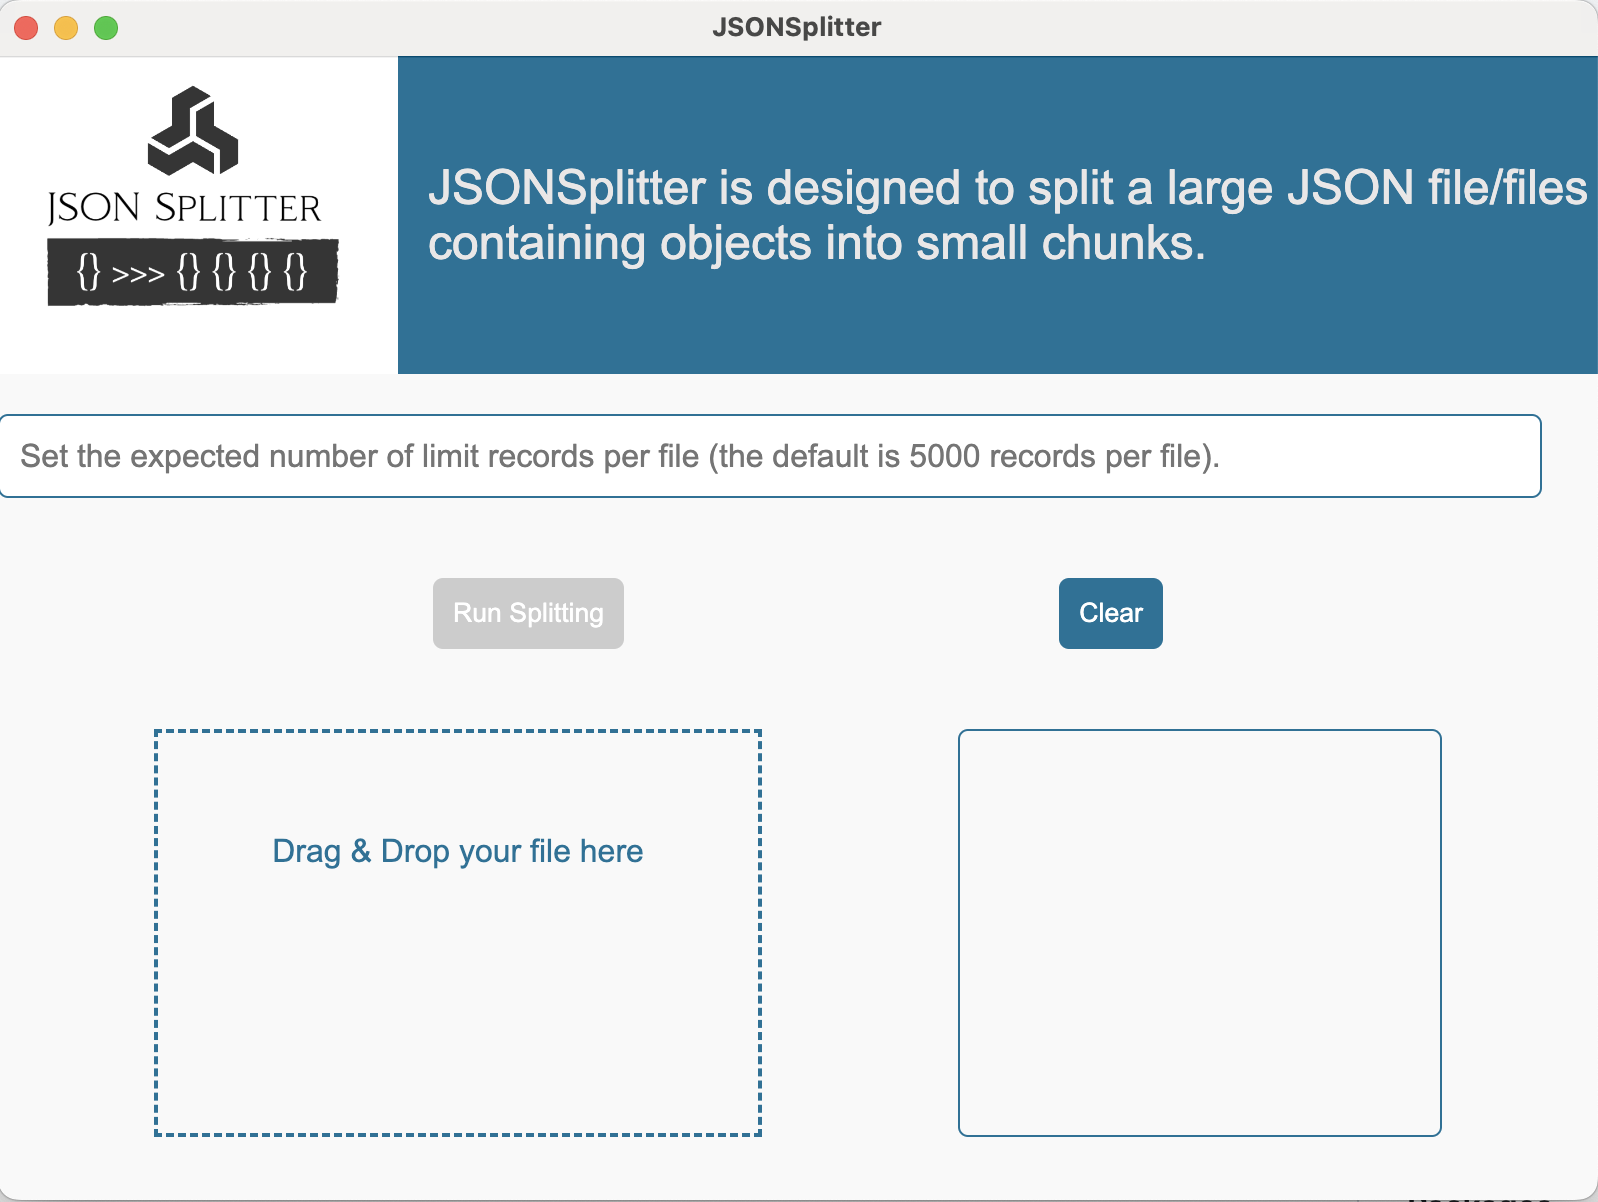 JSONSplitter
JSON SPLITTER
{} >>> {} {} {} {}
JSONSplitter is designed to split a large JSON file/files
containing objects into small chunks.
Set the expected number of limit records per file (the default is 5000 records per file).
Run Splitting
Clear
Drag & Drop your file here